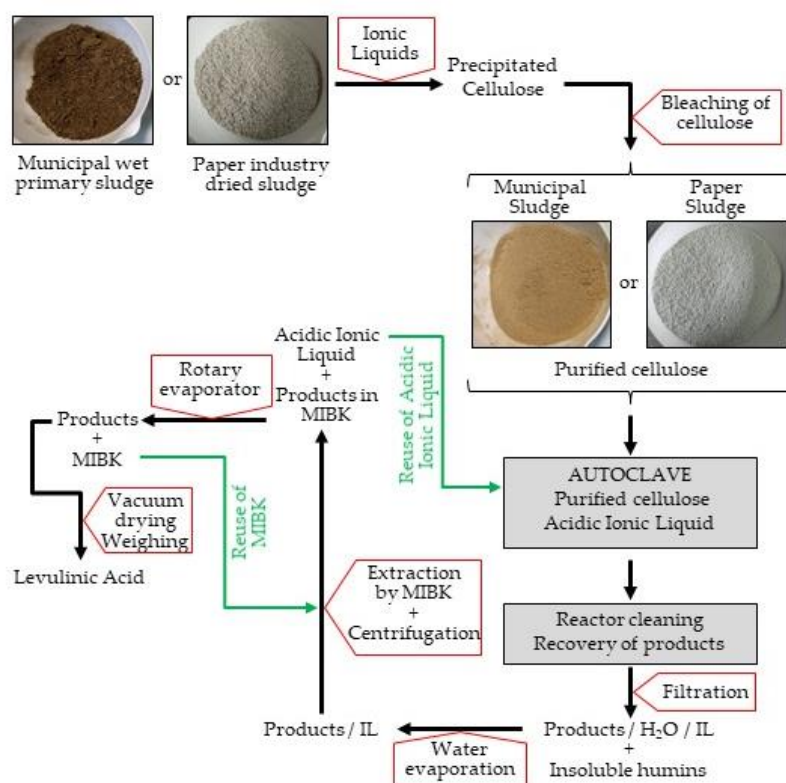 Ionic
Liquids
or
Precipitated
Cellulose
Bleaching of
cellulose
Municipal wet
primary sludge
Paper industry
dried sludge
Municipal
Sludge
Paper
Sludge
or
Purified cellulose
Acidic Ionic
Liquid
+
Products in
MIBK
Rotary
evaporator
Reuse of Acidic
Ionic Liquid
Products
+
MIBK
Vacuum
drying
Weighing
Reuse of
MIBK
Levulinic Acid
AUTOCLAVE
Purified cellulose
Acidic Ionic Liquid
Extraction
by MIBK
+
Centrifugation
Reactor cleaning
Recovery of products
Filtration
Products / IL
Water
evaporation
Products / H₂O / IL
+
Insoluble humins